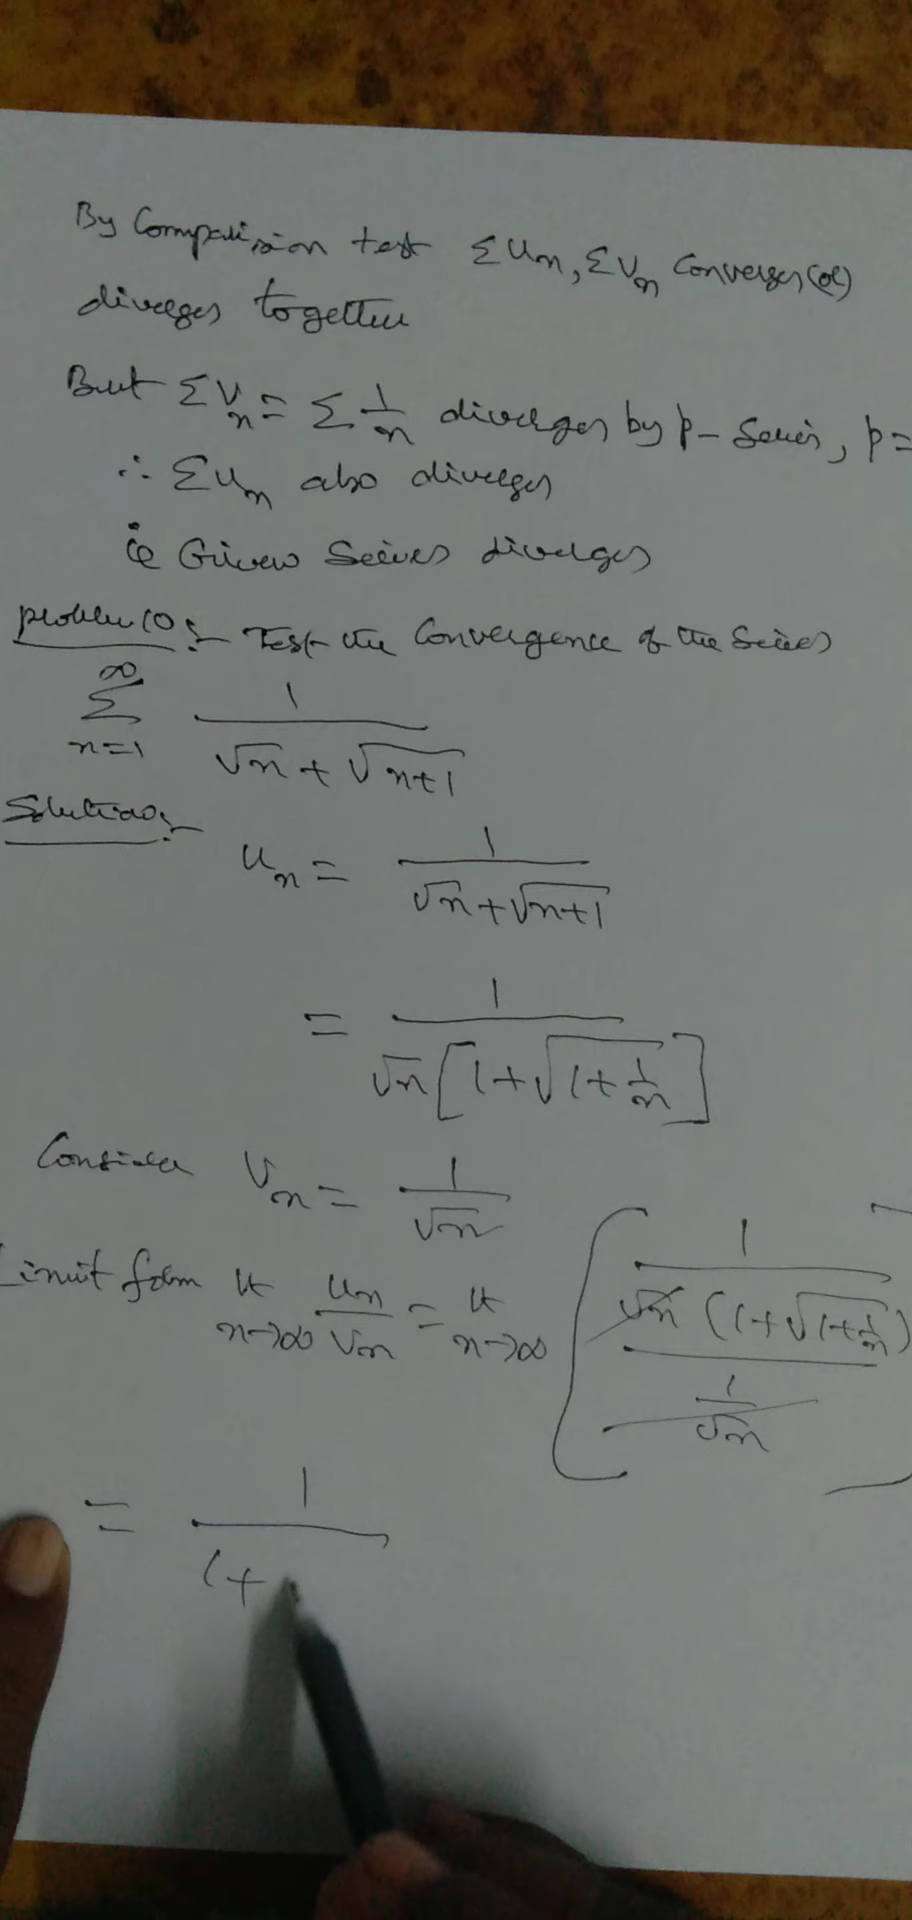 By Comparision test Σun, Σvn Converges (or)
diverges together
But Σvn = Σ 1/n diverges by p-series, p=
∴ Σun also diverges
ie Given Series diverges
problem 10:- Test the Convergence of the Series
∞ Σ n=1 1/(√n + √n+1)
Solution:-
un = 1/(√n+√n+1)
= 1/(√n[1+√(1+1/n)])
Consider vn = 1/√n
Limit form lt n→∞ un/vn = lt n→∞ [ (1/(√n (1+√(1+1/n)))) / (1/√n)
= 1/(1+